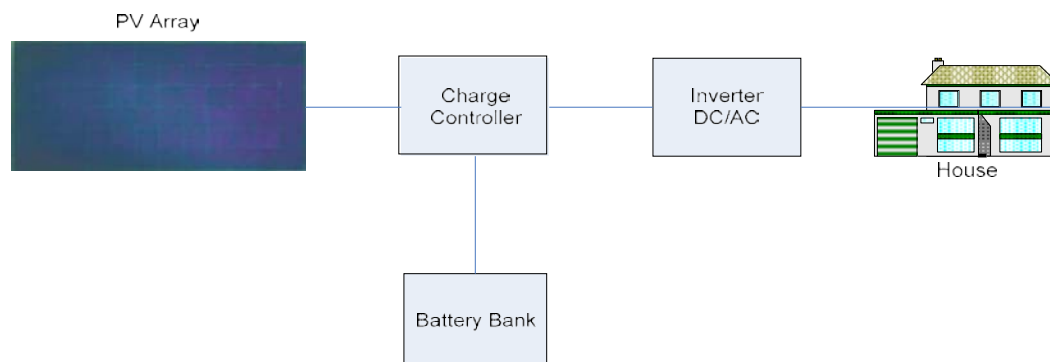 PV Array
Charge
Controller
Inverter
DC/AC
House
Battery Bank